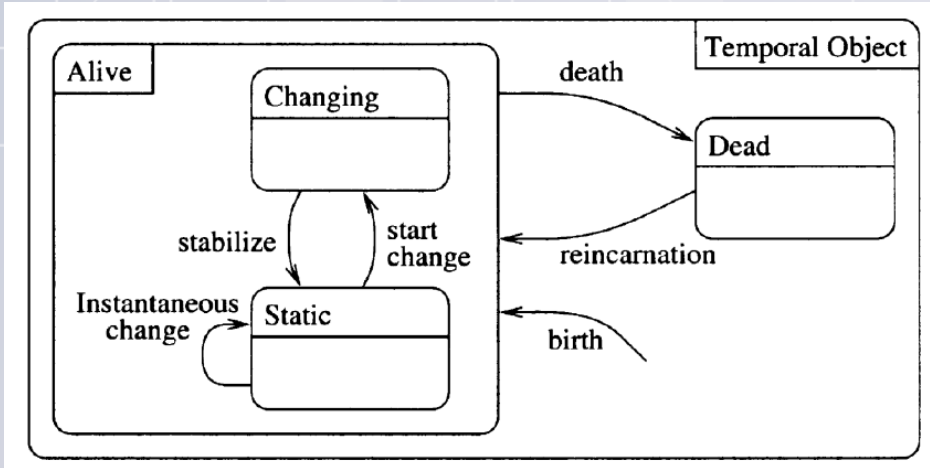 Temporal Object
Alive
death
Changing
Dead
stabilize
start
change
reincarnation
Instantaneous
change
Static
birth